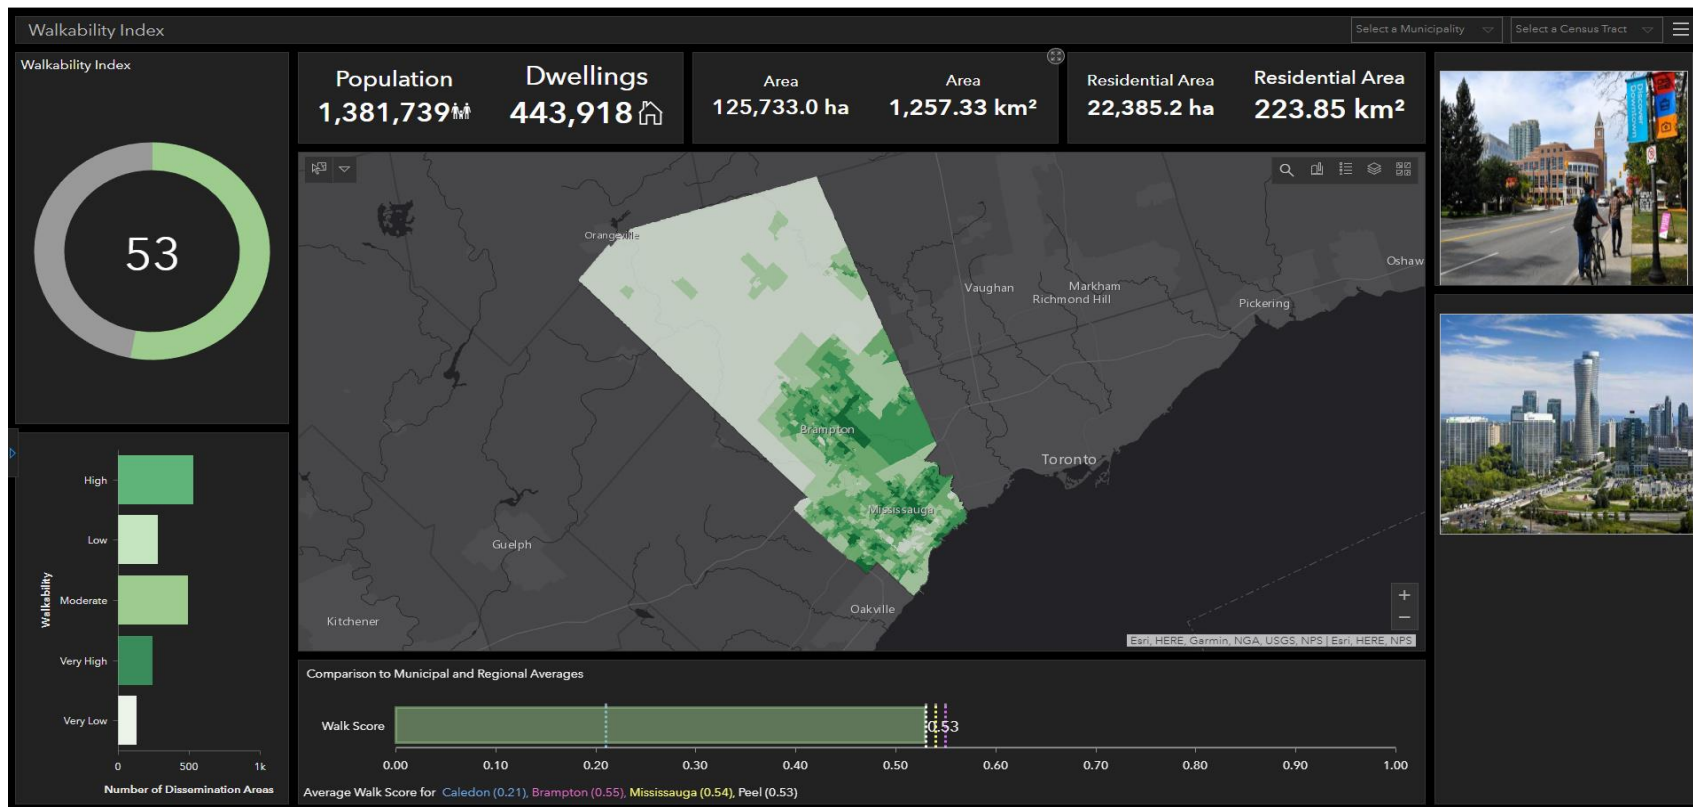 Walkability Index
Select a Municipality
Select a Census Tract
Walkability Index
53
Population
1,381,739
Dwellings
443,918
Area
125,733.0 ha
Area
1,257.33 km²
Residential Area
22,385.2 ha
Residential Area
223.85 km²
Orangeville
Vaughan
Markham
Richmond Hill
Pickering
Oshaw
Brampton
Toronto
Mississauga
Guelph
Oakville
Kitchener
+
−
Esri, HERE, Garmin, NGA, USGS, NPS | Esri, HERE, NPS
Discover Downtown
Walkability
High
Low
Moderate
Very High
Very Low
0 500 1k
Number of Dissemination Areas
Comparison to Municipal and Regional Averages
Walk Score
0.53
0.00 0.10 0.20 0.30 0.40 0.50 0.60 0.70 0.80 0.90 1.00
Average Walk Score for Caledon (0.21), Brampton (0.55), Mississauga (0.54), Peel (0.53)